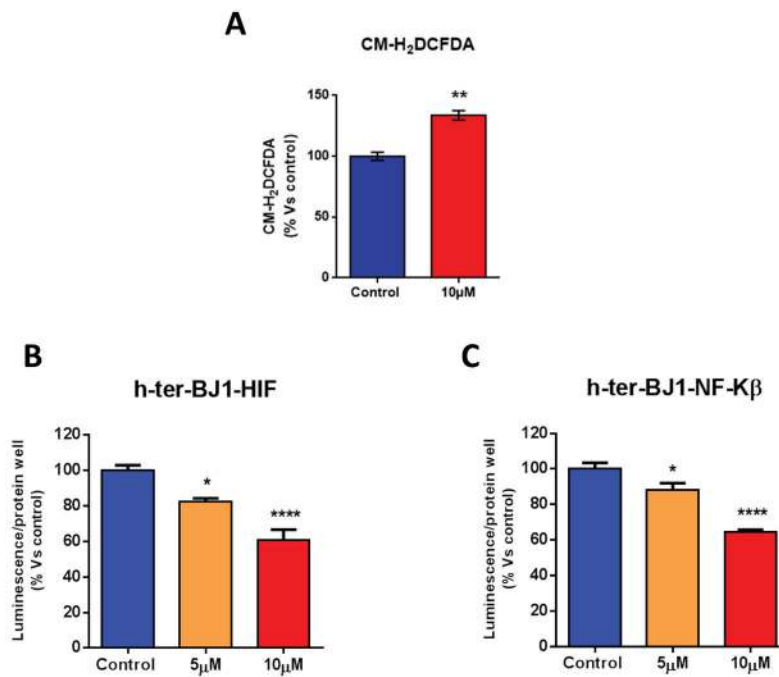 A
CM-H₂DCFDA
CM-H₂DCFDA
(% Vs control)
150
100
50
0
**
Control 10µM
B
h-ter-BJ1-HIF
Luminescence/protein well
(% Vs control)
120
100
80
60
40
20
0
*
****
Control 5µM 10µM
C
h-ter-BJ1-NF-Kβ
Luminescence/protein well
(% Vs control)
120
100
80
60
40
20
0
*
****
Control 5µM 10µM